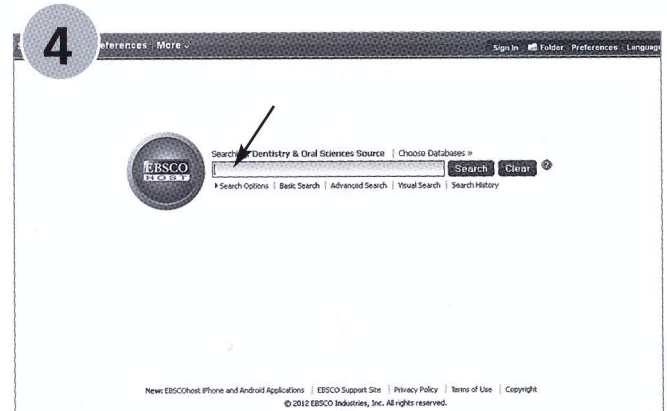 4
eferences More
Sign In Folder Preferences Language
Searching: Dentistry & Oral Sciences Source | Choose Databases »
EBSCO
HOST
Search Clear ?
Search Options | Basic Search | Advanced Search | Visual Search | Search History
New: EBSCOhost iPhone and Android Applications | EBSCO Support Site | Privacy Policy | Terms of Use | Copyright
© 2012 EBSCO Industries, Inc. All rights reserved.